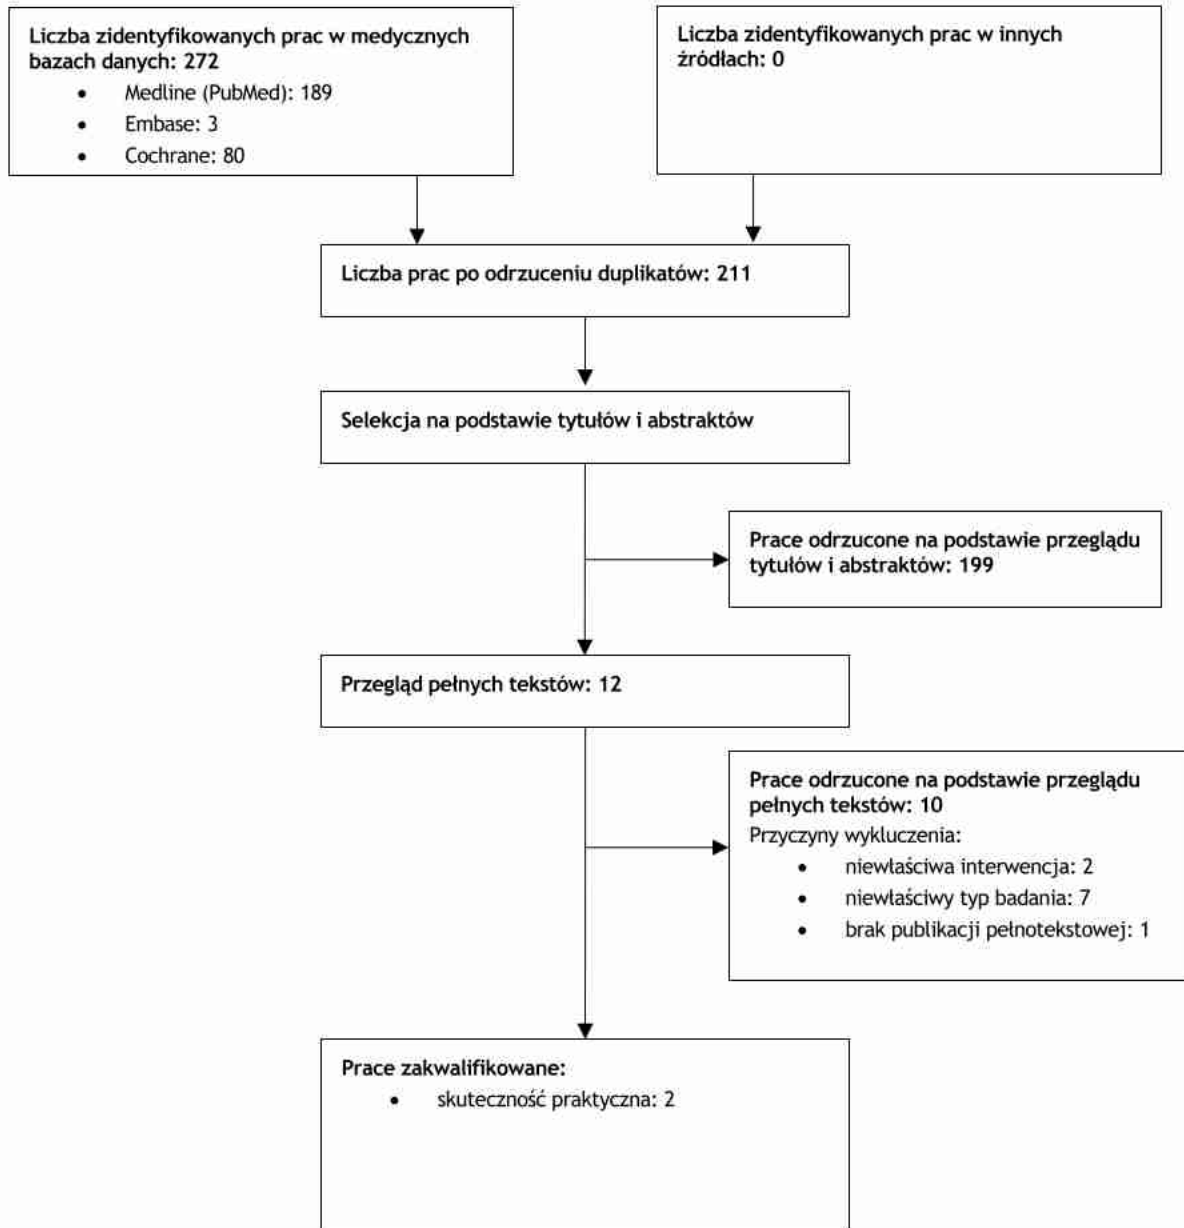 Liczba zidentyfikowanych prac w medycznych
bazach danych: 272
• Medline (PubMed): 189
• Embase: 3
• Cochrane: 80
Liczba zidentyfikowanych prac w innych
źródłach: 0
Liczba prac po odrzuceniu duplikatów: 211
Selekcja na podstawie tytułów i abstraktów
Prace odrzucone na podstawie przeglądu
tytułów i abstraktów: 199
Przegląd pełnych tekstów: 12
Prace odrzucone na podstawie przeglądu
pełnych tekstów: 10
Przyczyny wykluczenia:
• niewłaściwa interwencja: 2
• niewłaściwy typ badania: 7
• brak publikacji pełnotekstowej: 1
Prace zakwalifikowane:
• skuteczność praktyczna: 2